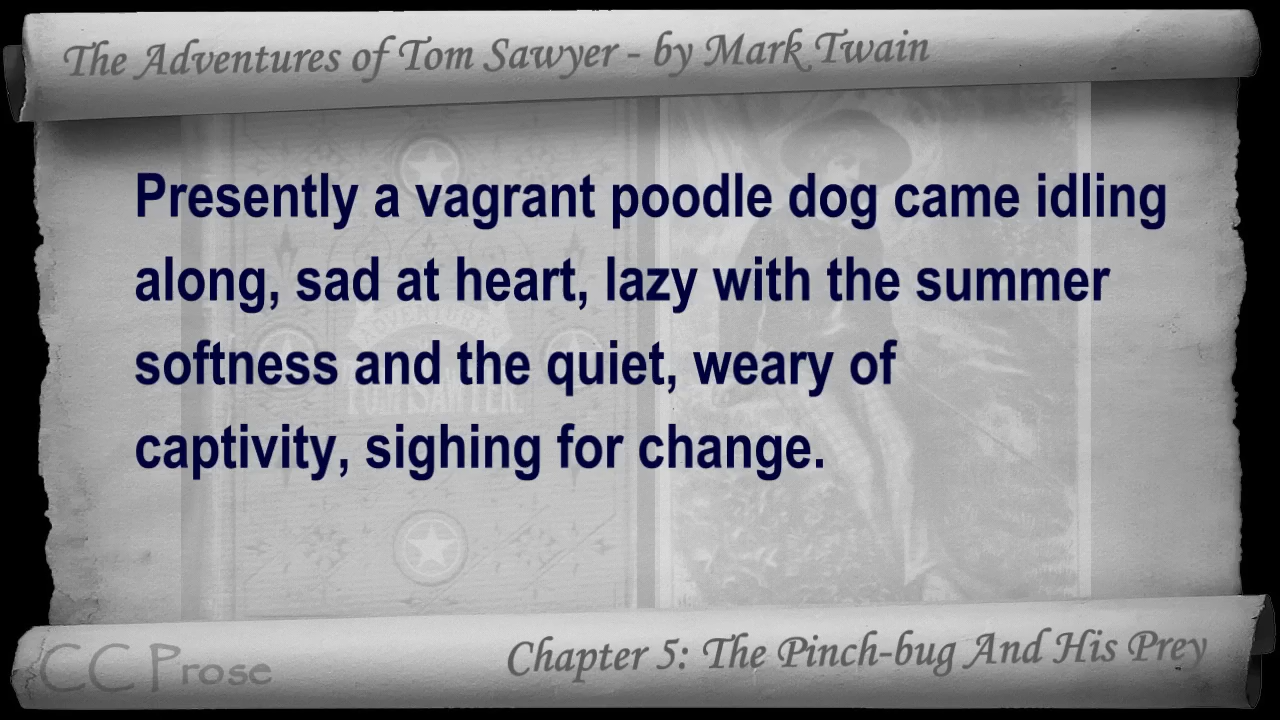 The Adventures of Tom Sawyer - by Mark Twain
Presently a vagrant poodle dog came idling
along, sad at heart, lazy with the summer
softness and the quiet, weary of
captivity, sighing for change.
CC Prose
Chapter 5: The Pinch-bug And His Prey